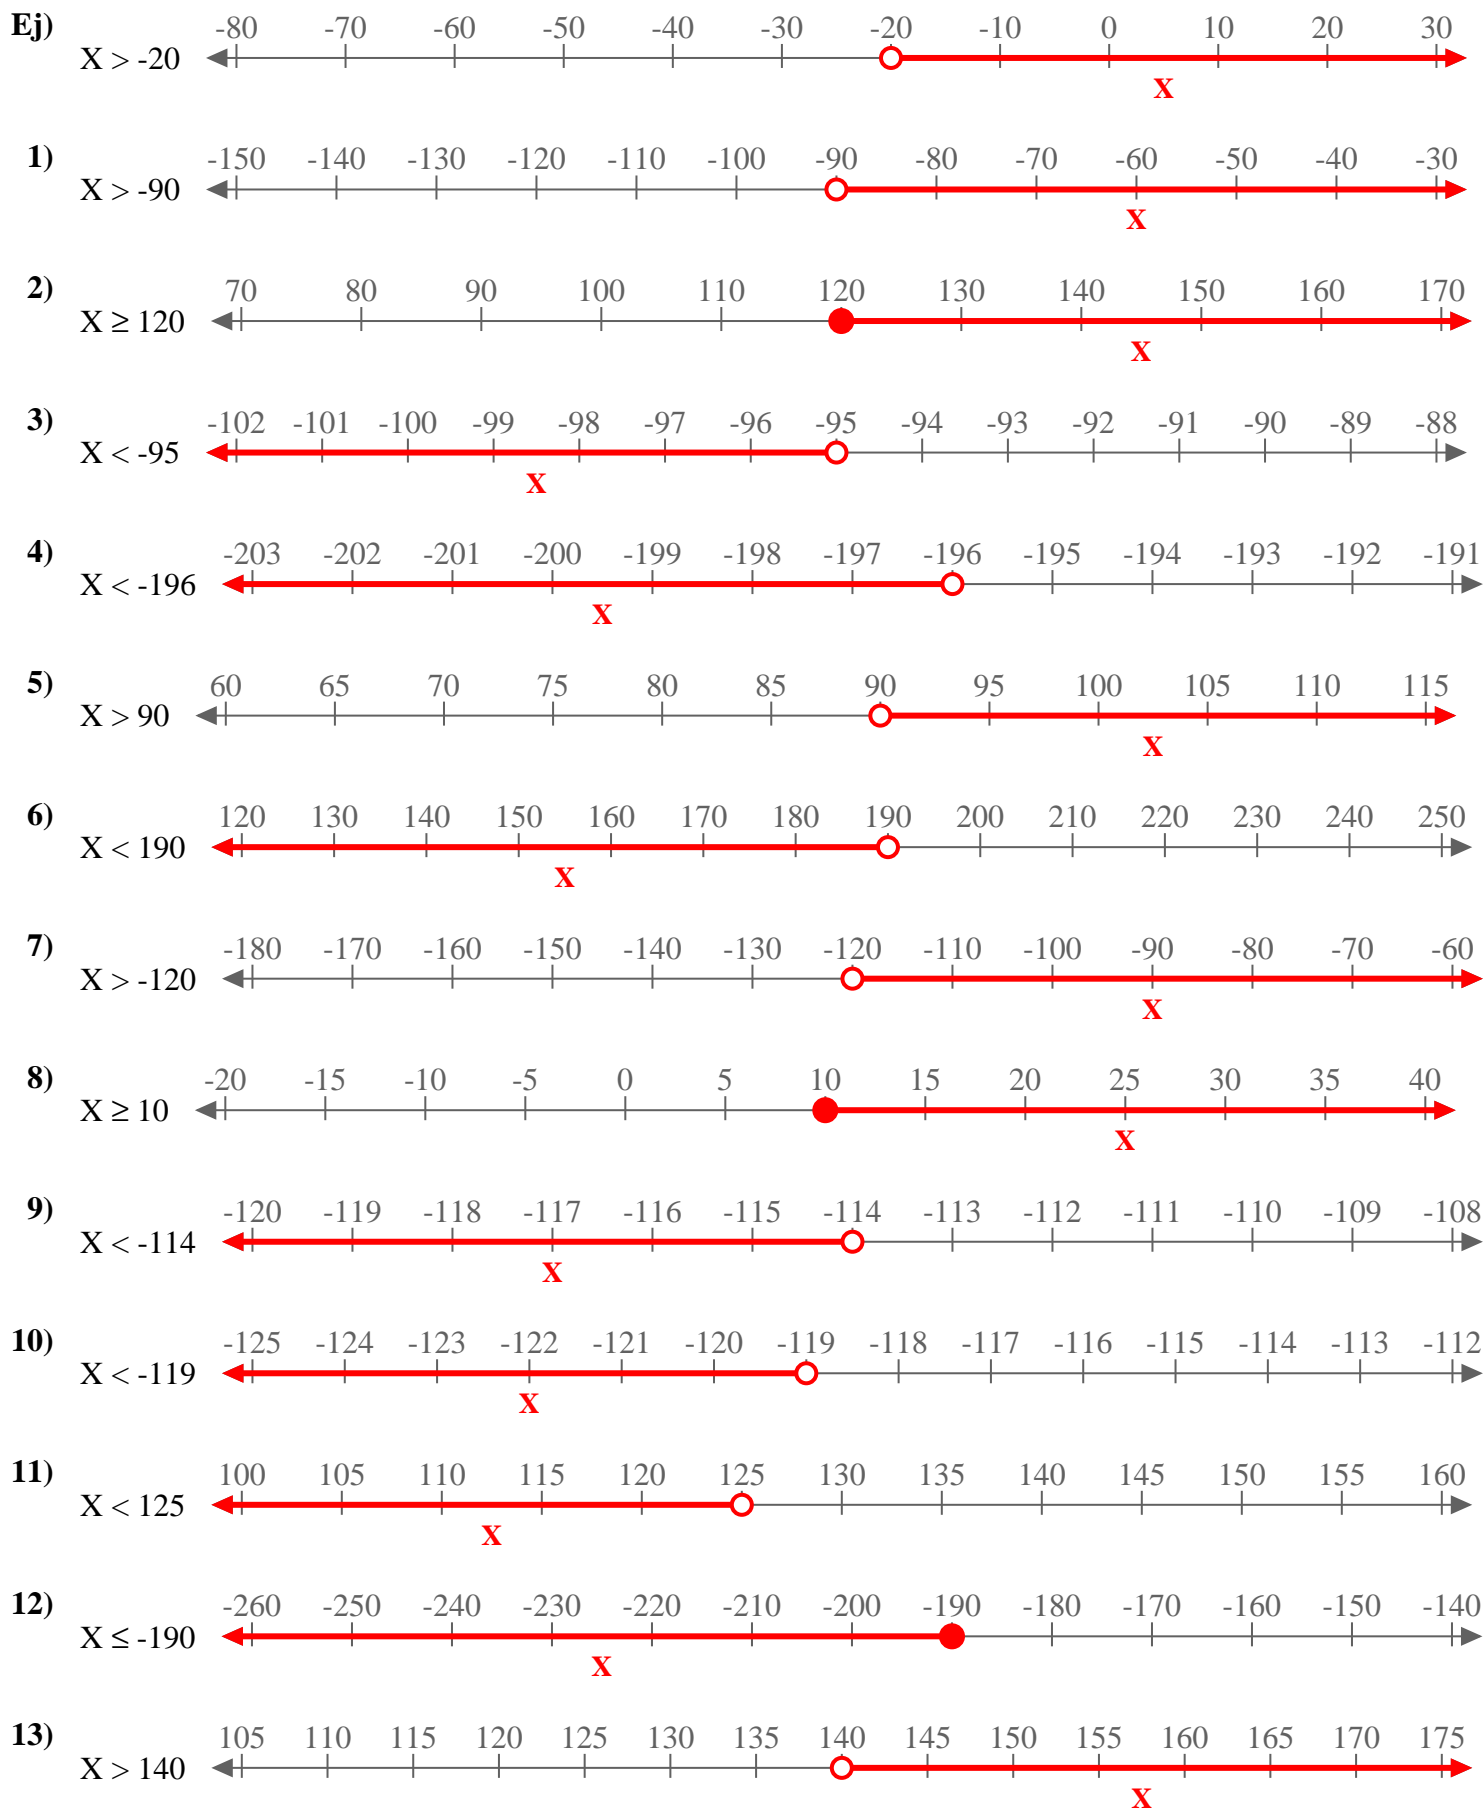 Ej) -80 -70 -60 -50 -40 -30 -20 -10 0 10 20 30
X > -20
X
1) -150 -140 -130 -120 -110 -100 -90 -80 -70 -60 -50 -40 -30
X > -90
X
2) 70 80 90 100 110 120 130 140 150 160 170
X ≥ 120
X
3) -102 -101 -100 -99 -98 -97 -96 -95 -94 -93 -92 -91 -90 -89 -88
X < -95
X
4) -203 -202 -201 -200 -199 -198 -197 -196 -195 -194 -193 -192 -191
X < -196
X
5) 60 65 70 75 80 85 90 95 100 105 110 115
X > 90
X
6) 120 130 140 150 160 170 180 190 200 210 220 230 240 250
X < 190
X
7) -180 -170 -160 -150 -140 -130 -120 -110 -100 -90 -80 -70 -60
X > -120
X
8) -20 -15 -10 -5 0 5 10 15 20 25 30 35 40
X ≥ 10
X
9) -120 -119 -118 -117 -116 -115 -114 -113 -112 -111 -110 -109 -108
X < -114
X
10) -125 -124 -123 -122 -121 -120 -119 -118 -117 -116 -115 -114 -113 -112
X < -119
X
11) 100 105 110 115 120 125 130 135 140 145 150 155 160
X < 125
X
12) -260 -250 -240 -230 -220 -210 -200 -190 -180 -170 -160 -150 -140
X ≤ -190
X
13) 105 110 115 120 125 130 135 140 145 150 155 160 165 170 175
X > 140
X